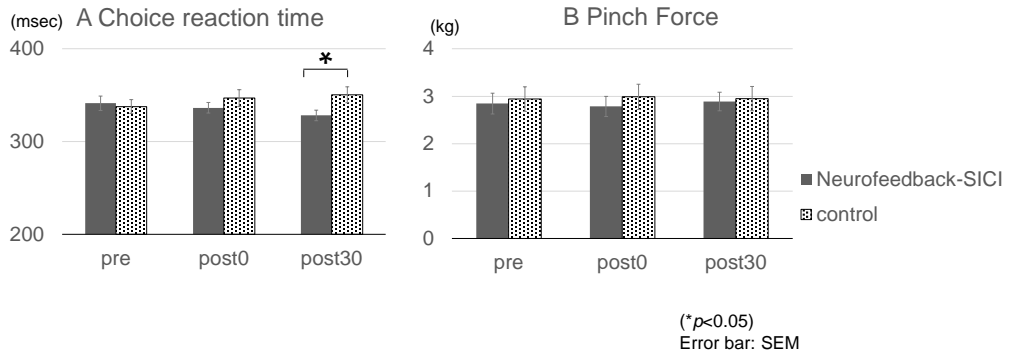 (msec) A Choice reaction time
400
300
200
*
pre post0 post30
B Pinch Force
(kg)
4
3
2
1
0
pre post0 post30
Neurofeedback-SICI
control
(*p<0.05)
Error bar: SEM